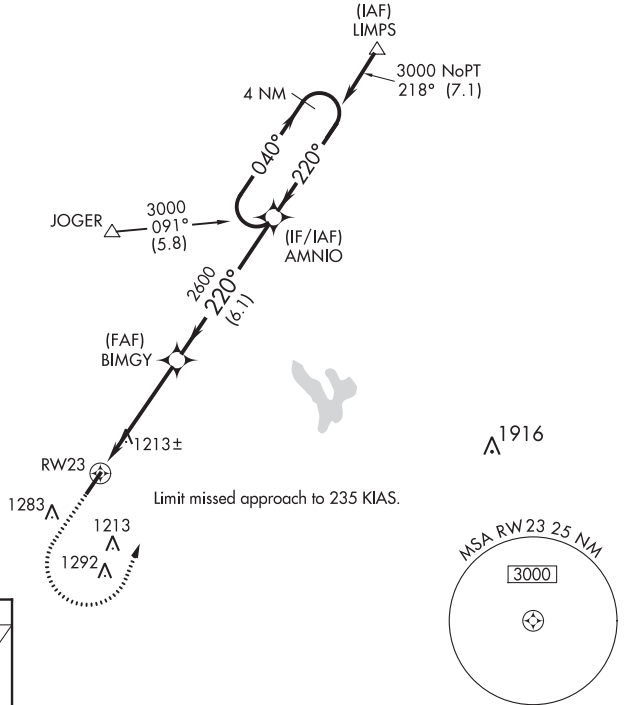 (IAF)
LIMPS
3000 NoPT
218° (7.1)
4 NM
040°
220°
JOGER
3000
091°
(5.8)
(IF/IAF)
AMNIO
2600
220°
(6.1)
(FAF)
BIMGY
1213±
RW23
1916
Limit missed approach to 235 KIAS.
1283
1213
1292
MSA RW 23 25 NM
3000